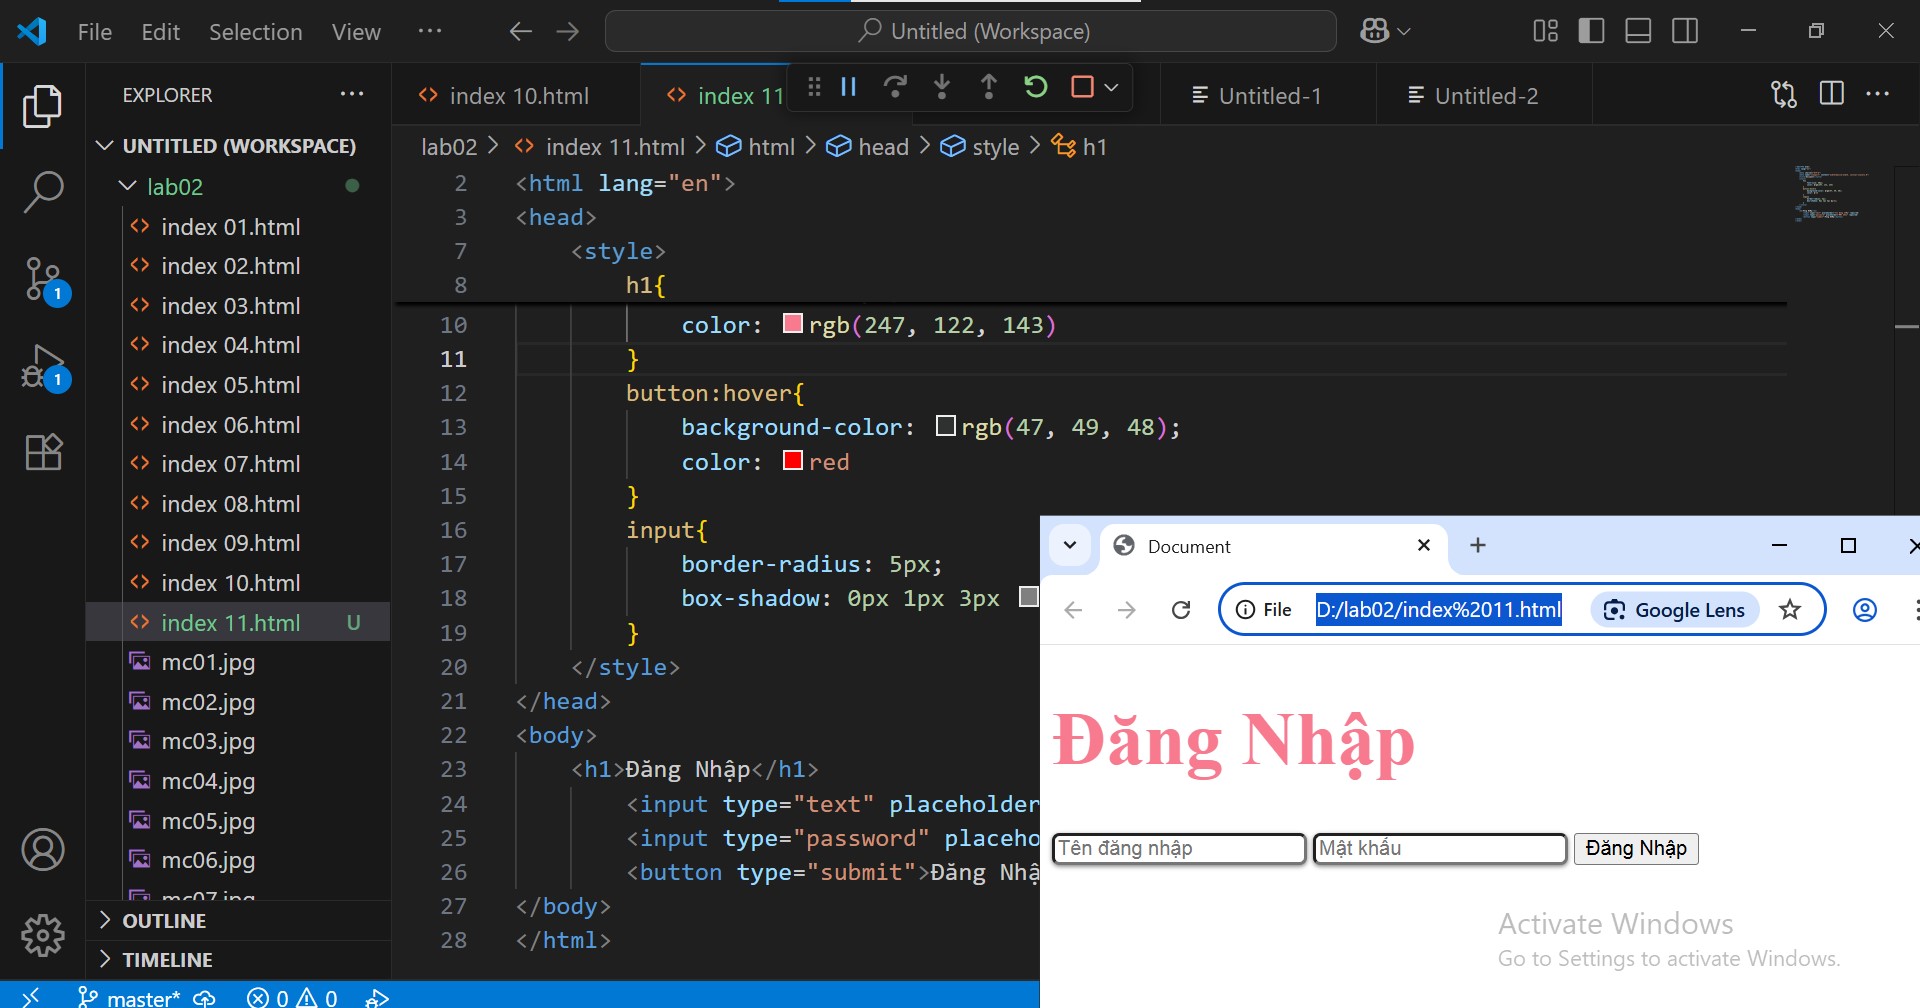 File Edit Selection View ··· Untitled (Workspace)
EXPLORER ···
UNTITLED (WORKSPACE)
lab02
index 01.html
index 02.html
index 03.html
index 04.html
index 05.html
index 06.html
index 07.html
index 08.html
index 09.html
index 10.html
index 11.html U
mc01.jpg
mc02.jpg
mc03.jpg
mc04.jpg
mc05.jpg
mc06.jpg
mc07.jpg
OUTLINE
TIMELINE
1
1
index 10.html index 11 Untitled-1 Untitled-2
lab02 > index 11.html > html > head > style > h1
2 <html lang="en">
3 <head>
7 <style>
8 h1{
10 color: rgb(247, 122, 143)
11 }
12 button:hover{
13 background-color: rgb(47, 49, 48);
14 color: red
15 }
16 input{
17 border-radius: 5px;
18 box-shadow: 0px 1px 3px
19 }
20 </style>
21 </head>
22 <body>
23 <h1>Đăng Nhập</h1>
24 <input type="text" placeholder
25 <input type="password" placeho
26 <button type="submit">Đăng Nhậ
27 </body>
28 </html>
master* 0 0
Document
File D:/lab02/index%2011.html Google Lens
Đăng Nhập
Tên đăng nhập Mật khẩu Đăng Nhập
Activate Windows
Go to Settings to activate Windows.